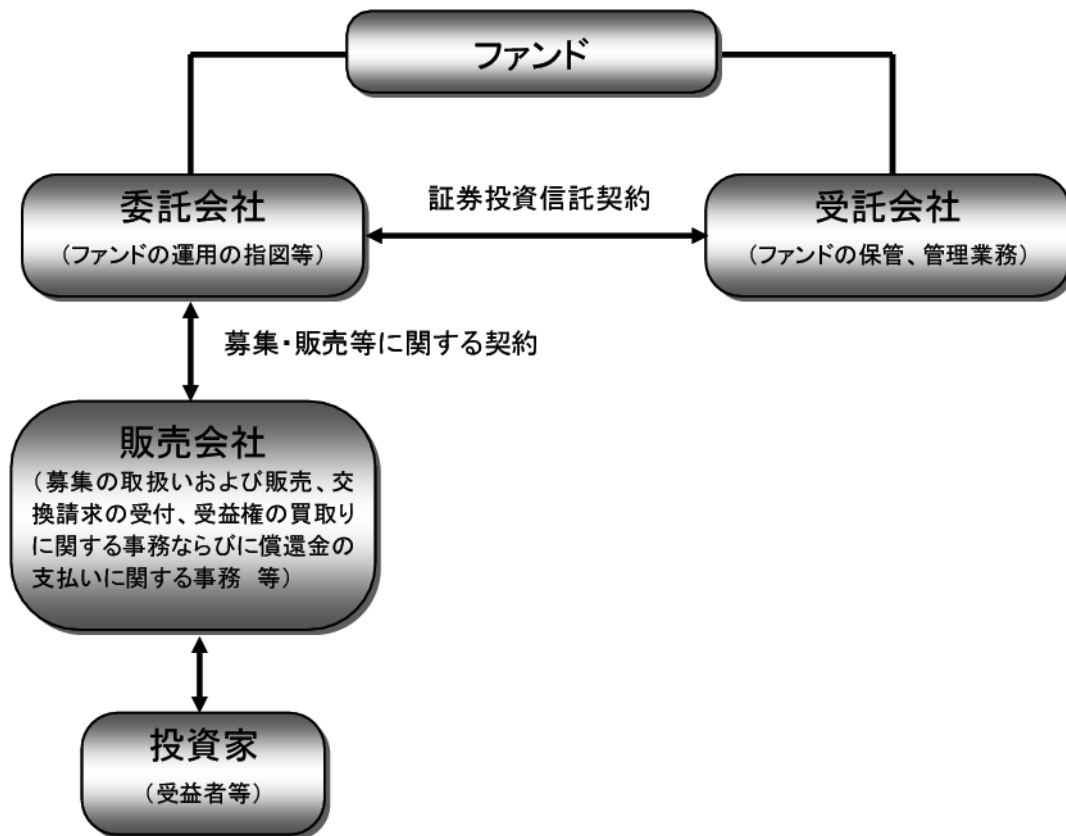 ファンド
委託会社
（ファンドの運用の指図等）
証券投資信託契約
受託会社
（ファンドの保管、管理業務）
募集・販売等に関する契約
販売会社
（募集の取扱いおよび販売、交
換請求の受付、受益権の買取り
に関する事務ならびに償還金の
支払いに関する事務　等）
投資家
（受益者等）